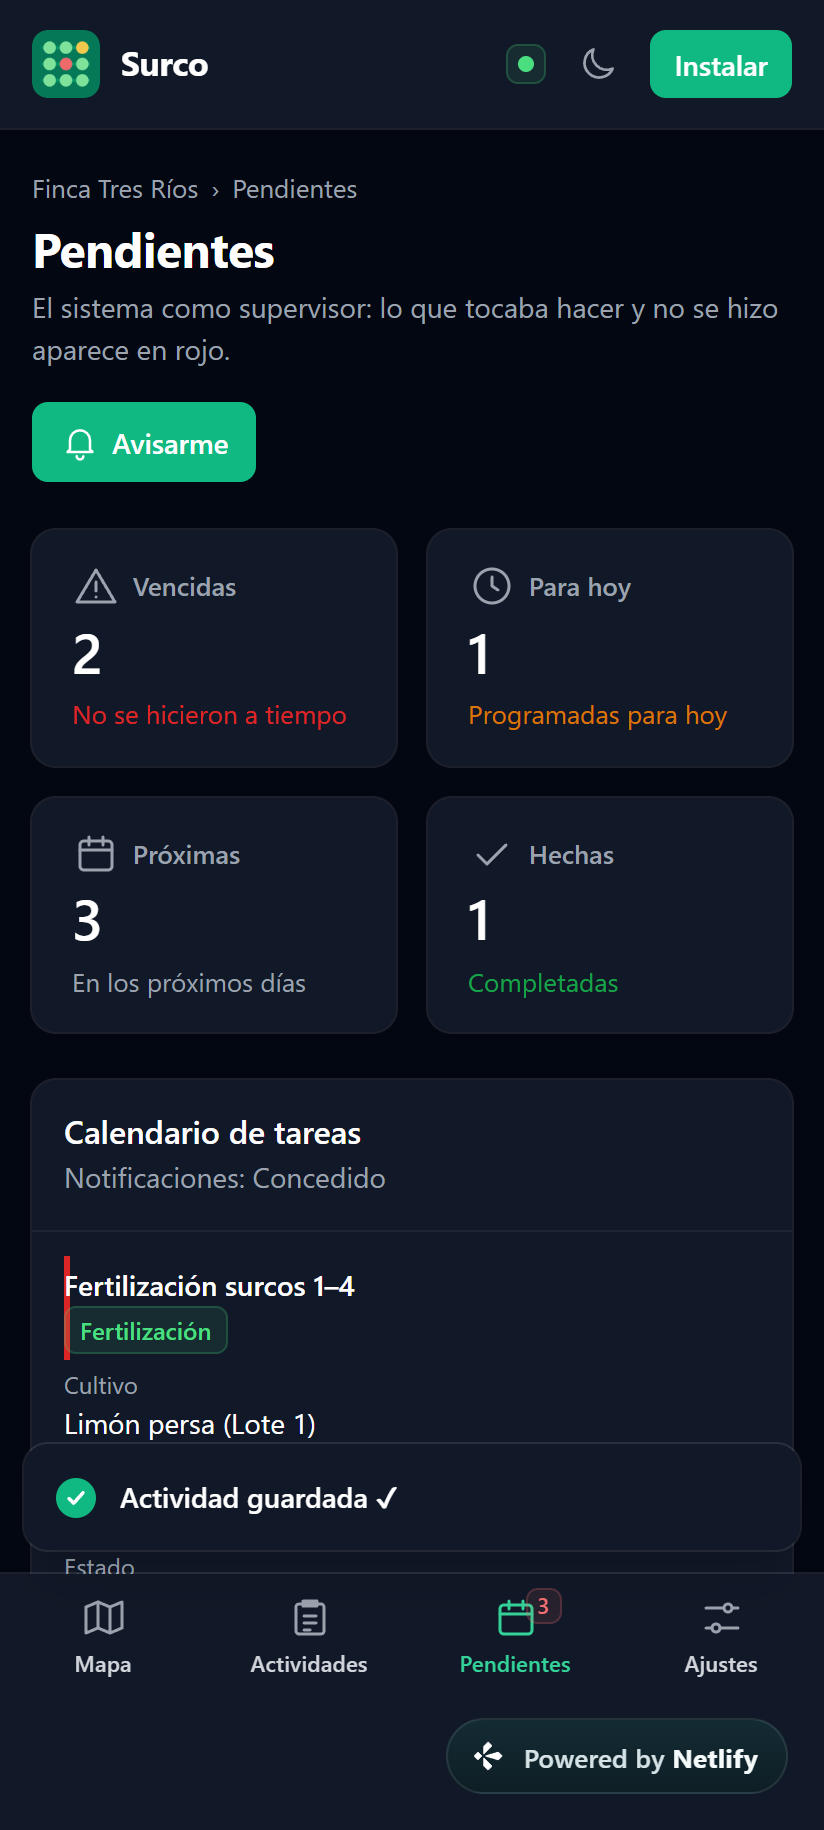 Surco
Instalar
Finca Tres Ríos › Pendientes
Pendientes
El sistema como supervisor: lo que tocaba hacer y no se hizo
aparece en rojo.
Avisarme
Vencidas
2
No se hicieron a tiempo
Para hoy
1
Programadas para hoy
Próximas
3
En los próximos días
Hechas
1
Completadas
Calendario de tareas
Notificaciones: Concedido
Fertilización surcos 1–4
Fertilización
Cultivo
Limón persa (Lote 1)
Actividad guardada ✓
Estado
Mapa
Actividades
3
Pendientes
Ajustes
Powered by Netlify